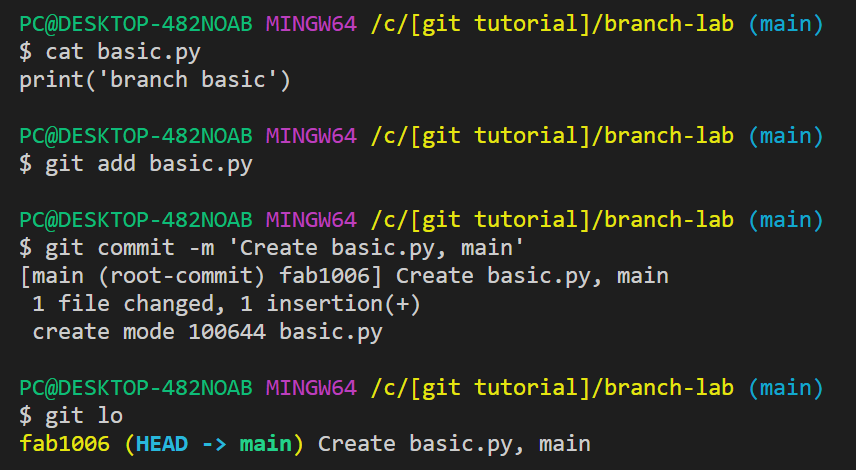 PC@DESKTOP-482NOAB MINGW64 /c/[git tutorial]/branch-lab (main)
$ cat basic.py
print('branch basic')
PC@DESKTOP-482NOAB MINGW64 /c/[git tutorial]/branch-lab (main)
$ git add basic.py
PC@DESKTOP-482NOAB MINGW64 /c/[git tutorial]/branch-lab (main)
$ git commit -m 'Create basic.py, main'
[main (root-commit) fab1006] Create basic.py, main
 1 file changed, 1 insertion(+)
 create mode 100644 basic.py
PC@DESKTOP-482NOAB MINGW64 /c/[git tutorial]/branch-lab (main)
$ git lo
fab1006 (HEAD -> main) Create basic.py, main